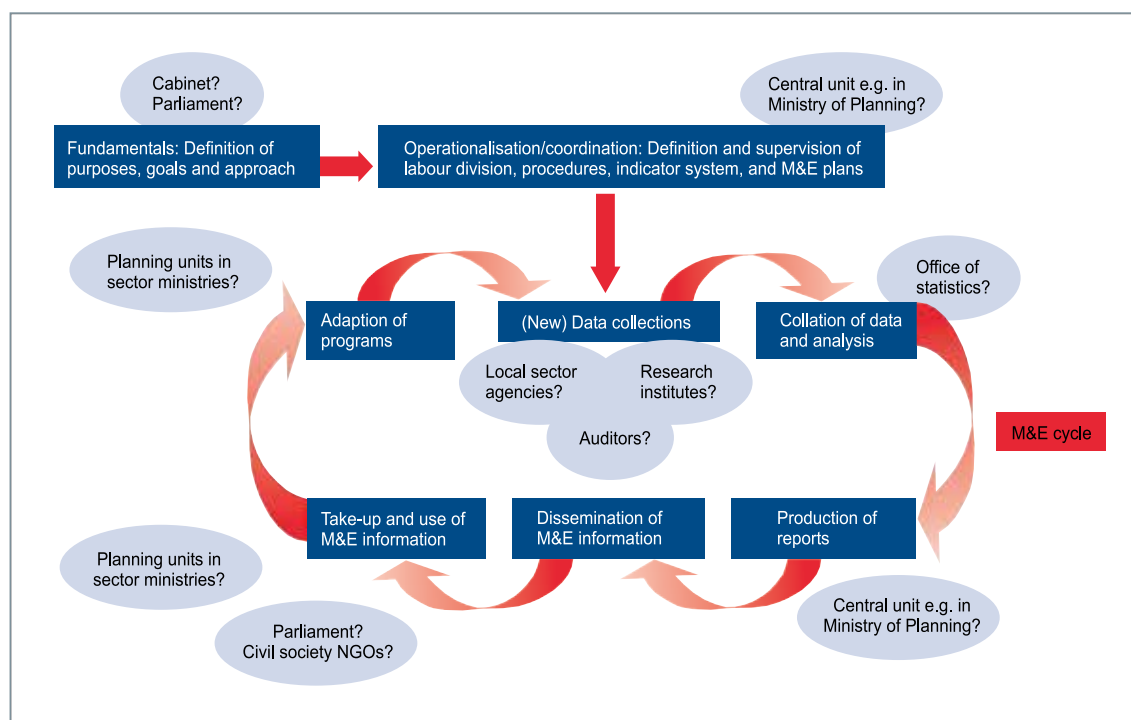 Cabinet?
Parliament?
Central unit e.g. in
Ministry of Planning?
Fundamentals: Definition of
purposes, goals and approach
Operationalisation/coordination: Definition and supervision of
labour division, procedures, indicator system, and M&E plans
Planning units in
sector ministries?
Office of
statistics?
Adaption of
programs
(New) Data collections
Collation of data
and analysis
Local sector
agencies?
Research
institutes?
Auditors?
M&E cycle
Take-up and use of
M&E information
Dissemination of
M&E information
Production of
reports
Planning units in
sector ministries?
Parliament?
Civil society NGOs?
Central unit e.g. in
Ministry of Planning?